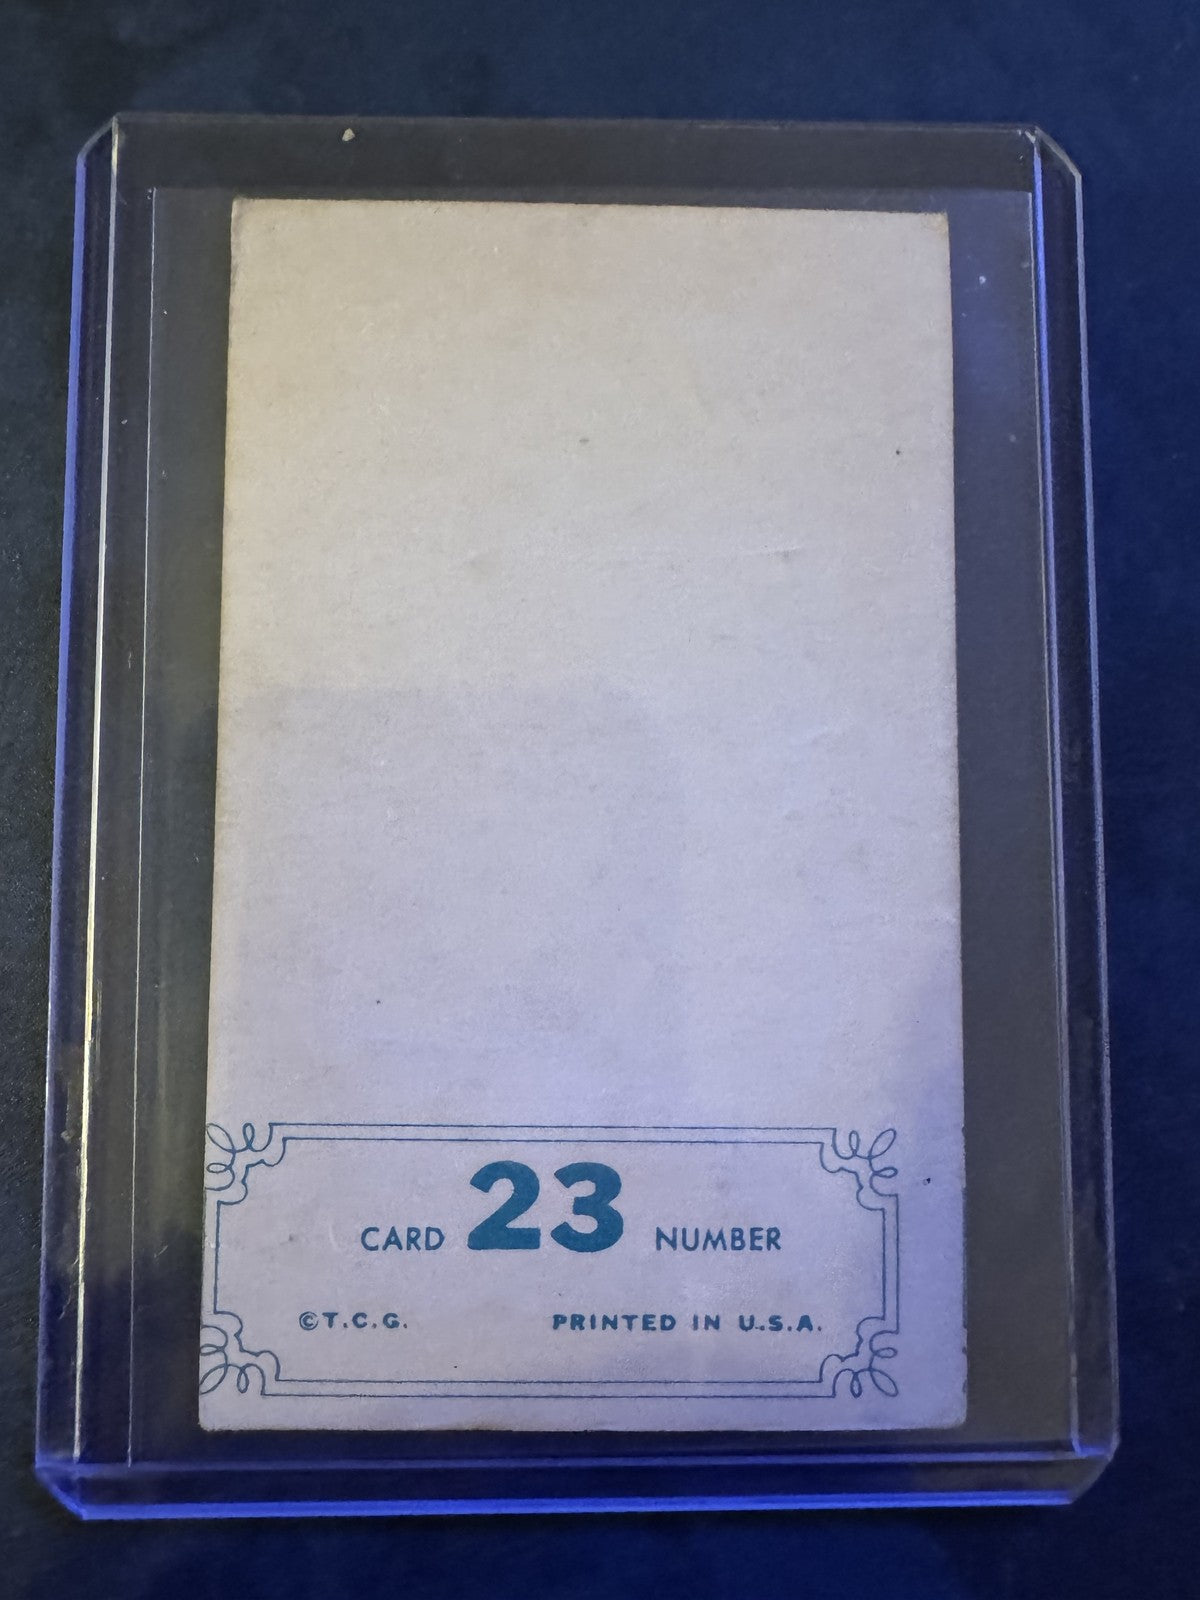 CARD 23 NUMBER
©T.C.G. PRINTED IN U.S.A.